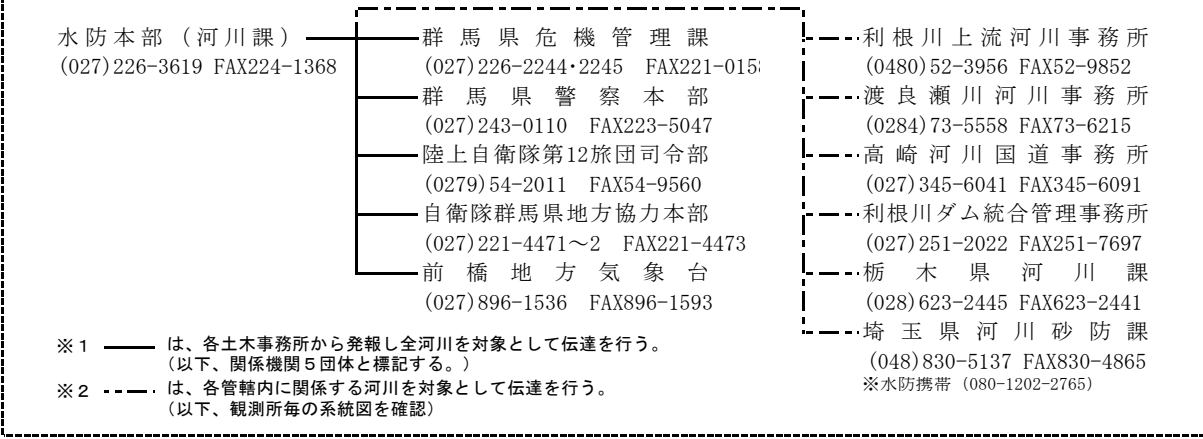 水防本部（河川課）
(027)226-3619 FAX224-1368
群馬県危機管理課
(027)226-2244・2245 FAX221-0158
群馬県警察本部
(027)243-0110 FAX223-5047
陸上自衛隊第12旅団司令部
(0279)54-2011 FAX54-9560
自衛隊群馬県地方協力本部
(027)221-4471～2 FAX221-4473
前橋地方気象台
(027)896-1536 FAX896-1593
利根川上流河川事務所
(0480)52-3956 FAX52-9852
渡良瀬川河川事務所
(0284)73-5558 FAX73-6215
高崎河川国道事務所
(027)345-6041 FAX345-6091
利根川ダム統合管理事務所
(027)251-2022 FAX251-7697
栃木県河川課
(028)623-2445 FAX623-2441
埼玉県河川砂防課
(048)830-5137 FAX830-4865
※水防携帯（080-1202-2765）
※１ は、各土木事務所から発報し全河川を対象として伝達を行う。
（以下、関係機関５団体と標記する。）
※２ は、各管轄内に関係する河川を対象として伝達を行う。
（以下、観測所毎の系統図を確認）